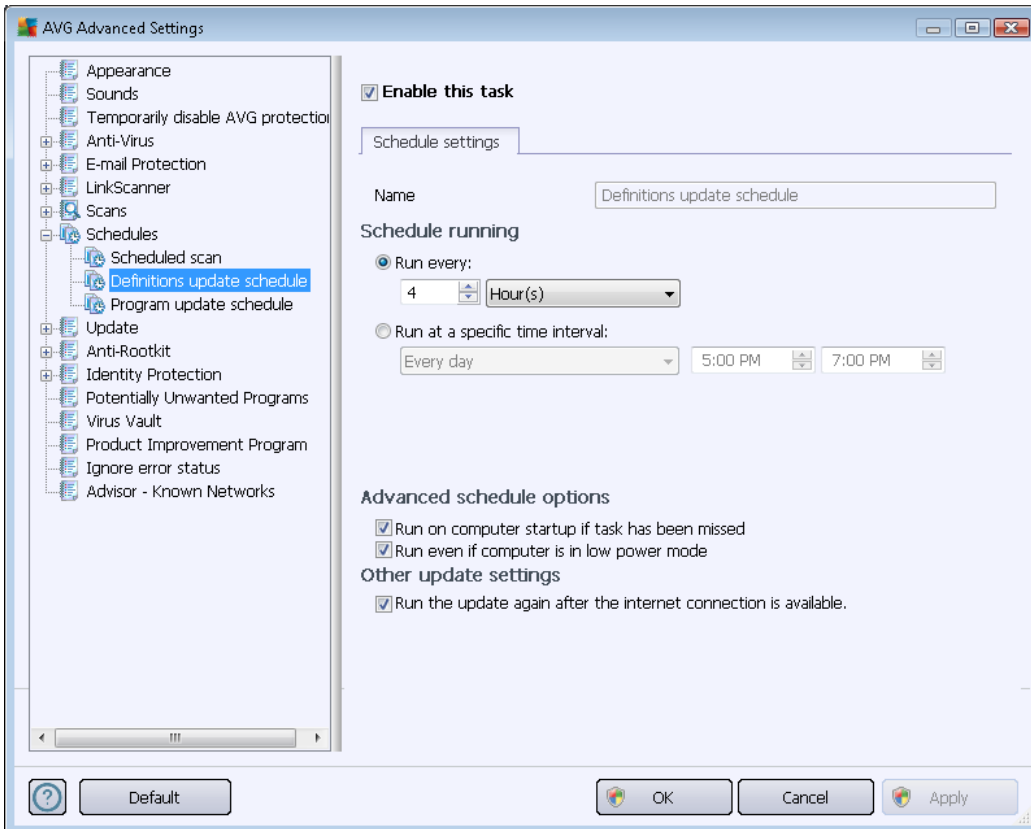 AVG Advanced Settings
Appearance
Sounds
Temporarily disable AVG protection
Anti-Virus
E-mail Protection
LinkScanner
Scans
Schedules
Scheduled scan
Definitions update schedule
Program update schedule
Update
Anti-Rootkit
Identity Protection
Potentially Unwanted Programs
Virus Vault
Product Improvement Program
Ignore error status
Advisor - Known Networks
Enable this task
Schedule settings
Name Definitions update schedule
Schedule running
Run every:
4 Hour(s)
Run at a specific time interval:
Every day 5:00 PM 7:00 PM
Advanced schedule options
Run on computer startup if task has been missed
Run even if computer is in low power mode
Other update settings
Run the update again after the internet connection is available.
? Default OK Cancel Apply